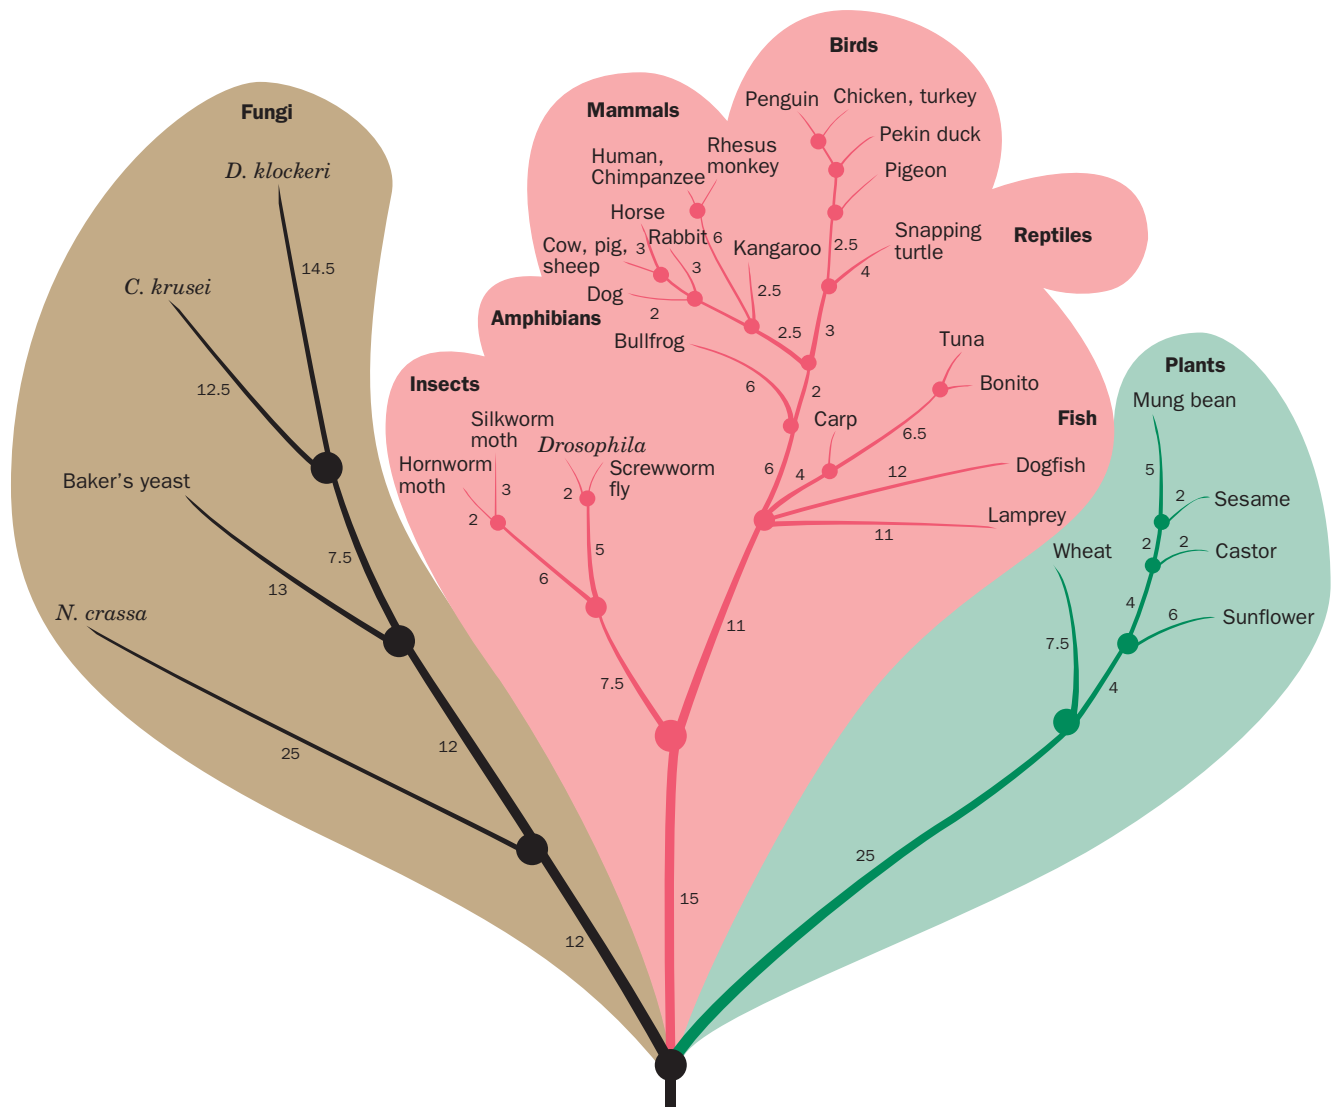 Birds
Penguin
Chicken, turkey
Pekin duck
Pigeon
Mammals
Rhesus
monkey
Human,
Chimpanzee
Horse
Rabbit
6
Kangaroo
Cow, pig,
sheep
3
3
Dog
2
2.5
2.5
2.5
Snapping
turtle
4
3
Reptiles
Amphibians
Bullfrog
6
2
Fungi
D. klockeri
14.5
C. krusei
12.5
Baker's yeast
7.5
13
N. crassa
25
12
12
Insects
Silkworm
moth
Drosophila
Hornworm
moth
Screwworm
fly
3
2
2
5
6
7.5
Tuna
Bonito
Carp
6.5
Fish
6
4
12
Dogfish
Lamprey
11
11
15
Plants
Mung bean
5
2
Sesame
2
2
Castor
Wheat
4
6
Sunflower
7.5
4
25